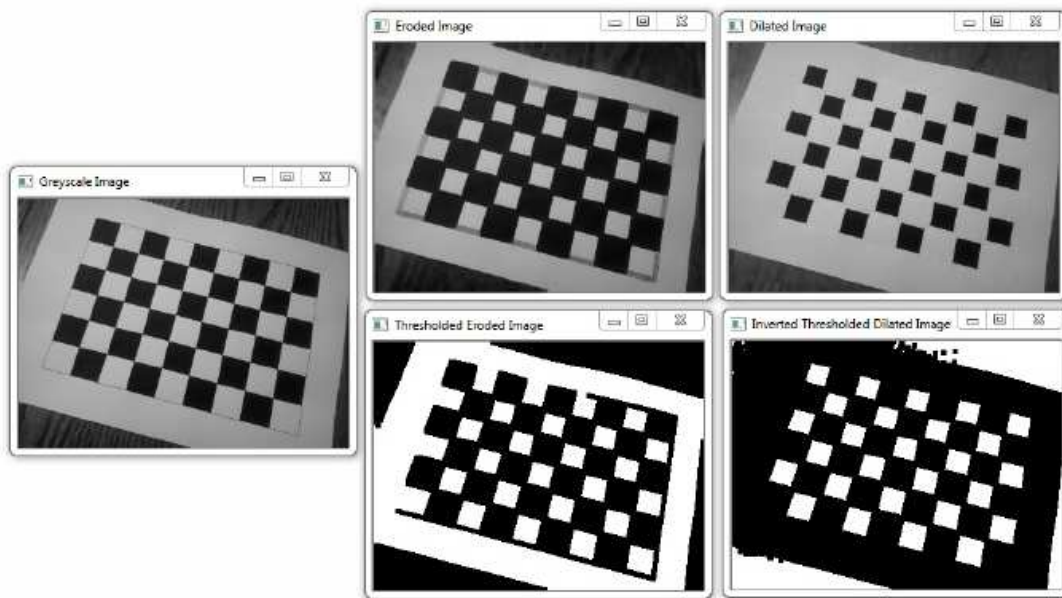 Eroded Image
Dilated Image
Greyscale Image
Thresholded Eroded Image
Inverted Thresholded Dilated Image